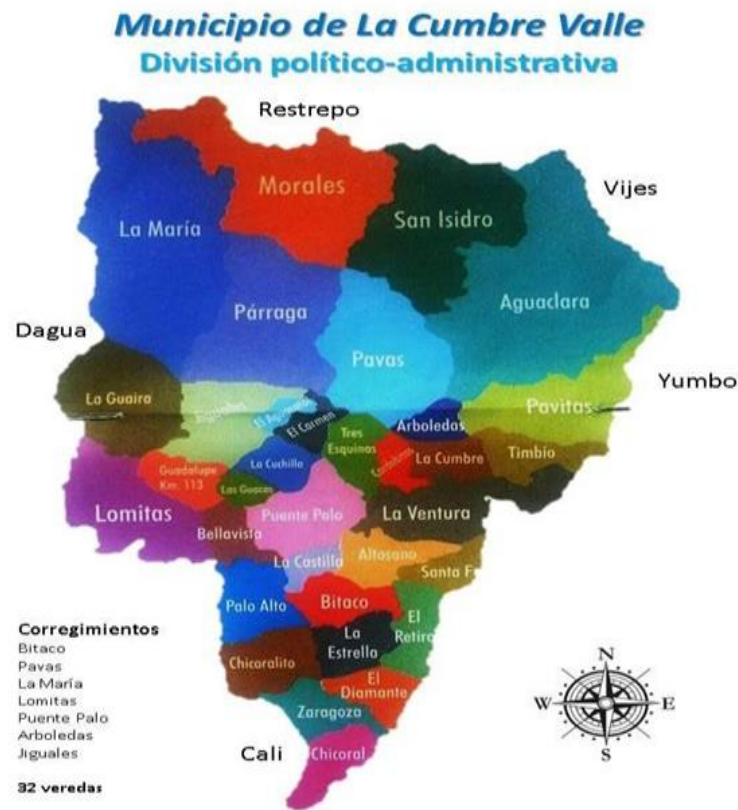 Municipio de La Cumbre Valle
División político-administrativa
Restrepo
Morales
Vijes
San Isidro
La María
Aguaclara
Párraga
Dagua
Pavas
Yumbo
La Guaira
Pavitas
El Carmen
Arboledas
Tres
Esquinas
Timbio
La Cumbre
La Cuchilla
Guadalupe
Km. 113
Las Guacas
Lomitas
Puente Palo
La Ventura
Bellavista
Altosano
La Castilla
Santa F
Palo Alto
Bitaco
El
Retiro
La
Estrella
Chicoralito
El
Diamante
Zaragoza
Cali
Chicoral
Corregimientos
Bitaco
Pavas
La María
Lomitas
Puente Palo
Arboledas
Jiguales
32 veredas
N
W
E
S